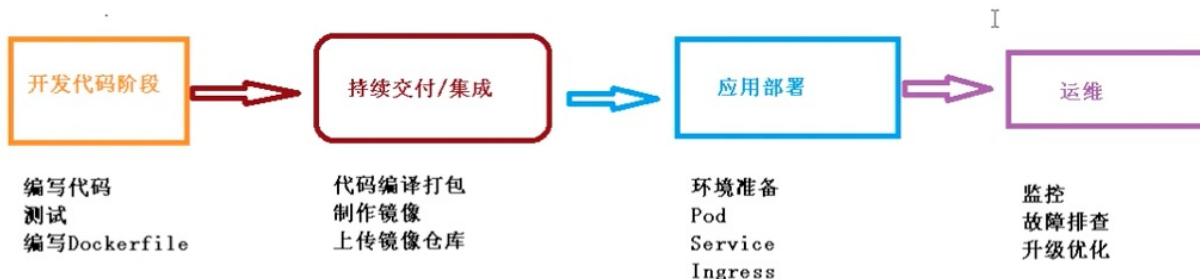 开发代码阶段
持续交付/集成
应用部署
运维
编写代码
测试
编写Dockerfile
代码编译打包
制作镜像
上传镜像仓库
环境准备
Pod
Service
Ingress
监控
故障排查
升级优化